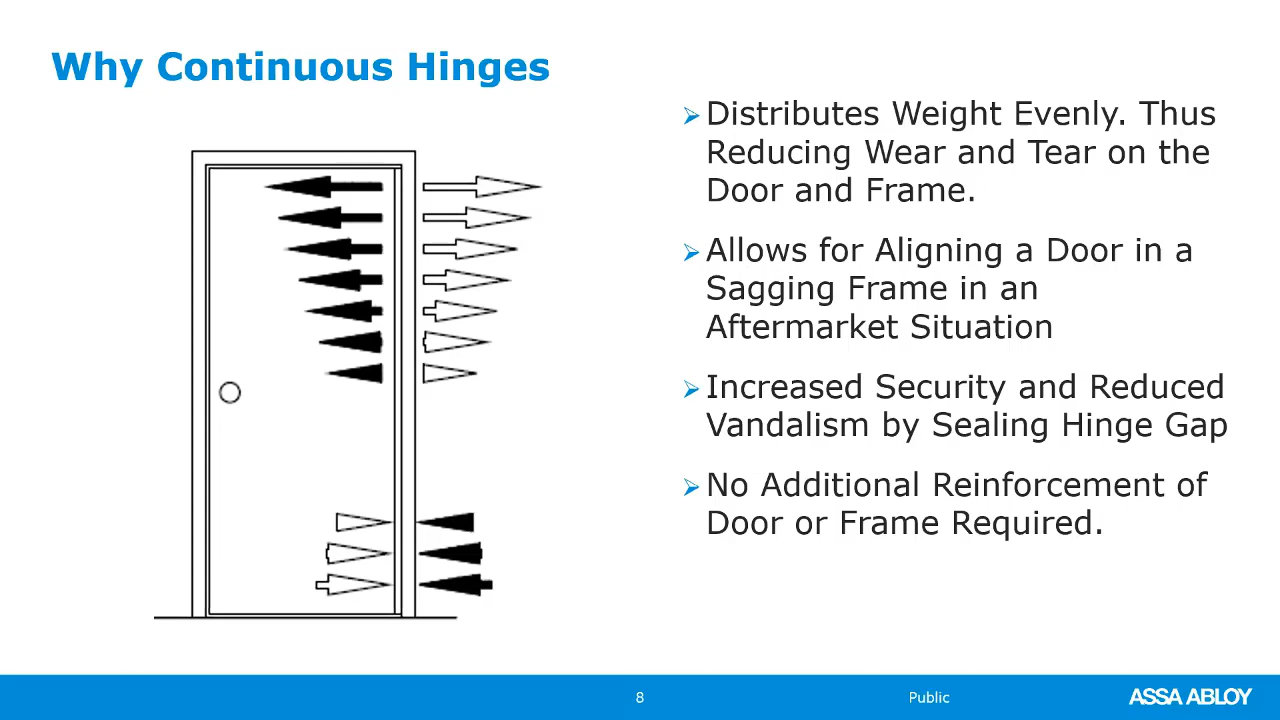 Why Continuous Hinges
Distributes Weight Evenly. Thus
Reducing Wear and Tear on the
Door and Frame.
Allows for Aligning a Door in a
Sagging Frame in an
Aftermarket Situation
Increased Security and Reduced
Vandalism by Sealing Hinge Gap
No Additional Reinforcement of
Door or Frame Required.
8
Public
ASSA ABLOY